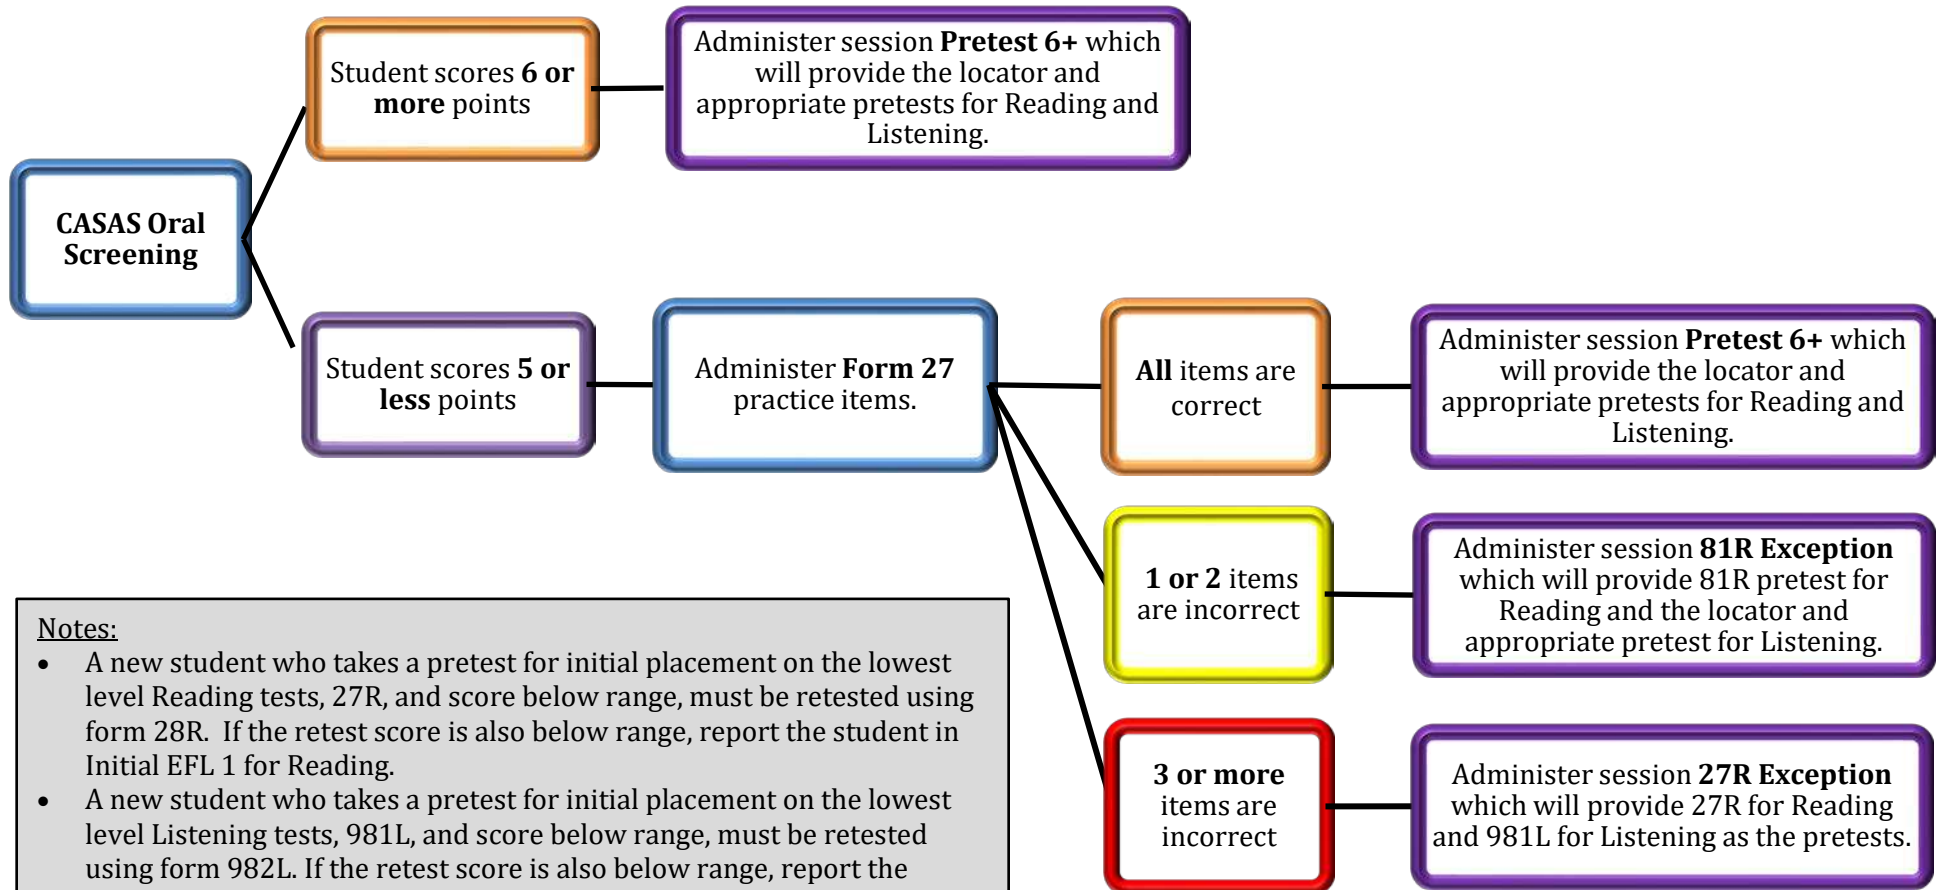 Student scores 6 or
more points
Administer session Pretest 6+ which
will provide the locator and
appropriate pretests for Reading and
Listening.
CASAS Oral
Screening
Student scores 5 or
less points
Administer Form 27
practice items.
All items are
correct
Administer session Pretest 6+ which
will provide the locator and
appropriate pretests for Reading and
Listening.
1 or 2 items
are incorrect
Administer session 81R Exception
which will provide 81R pretest for
Reading and the locator and
appropriate pretest for Listening.
3 or more
items are
incorrect
Administer session 27R Exception
which will provide 27R for Reading
and 981L for Listening as the pretests.
Notes:
• A new student who takes a pretest for initial placement on the lowest
level Reading tests, 27R, and score below range, must be retested using
form 28R. If the retest score is also below range, report the student in
Initial EFL 1 for Reading.
• A new student who takes a pretest for initial placement on the lowest
level Listening tests, 981L, and score below range, must be retested
using form 982L. If the retest score is also below range, report the